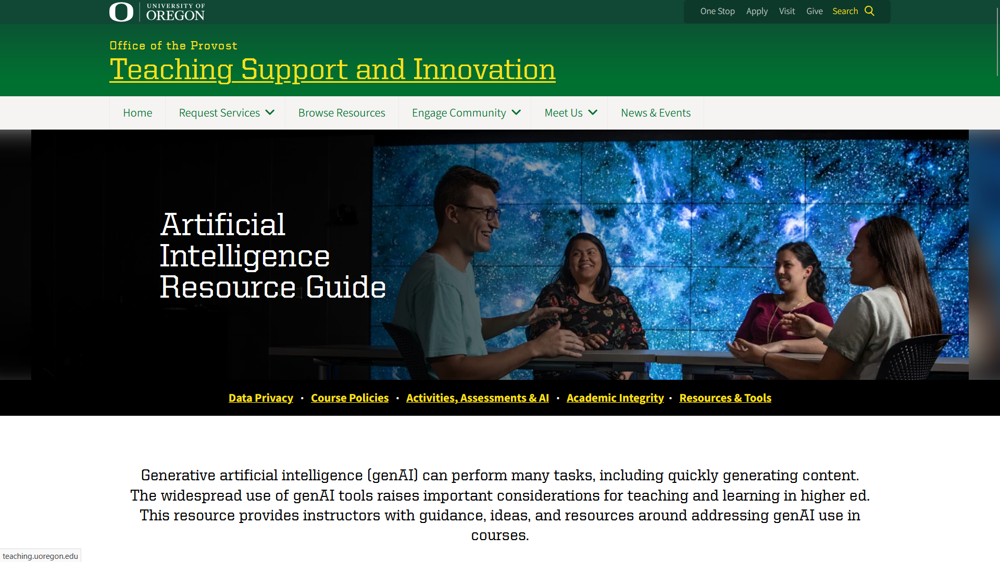 UNIVERSITY OF
OREGON
One Stop Apply Visit Give Search
Office of the Provost
Teaching Support and Innovation
Home Request Services Browse Resources Engage Community Meet Us News & Events
Artificial
Intelligence
Resource Guide
Data Privacy • Course Policies • Activities, Assessments & AI • Academic Integrity • Resources & Tools
Generative artificial intelligence (genAI) can perform many tasks, including quickly generating content.
The widespread use of genAI tools raises important considerations for teaching and learning in higher ed.
This resource provides instructors with guidance, ideas, and resources around addressing genAI use in
courses.
teaching.uoregon.edu